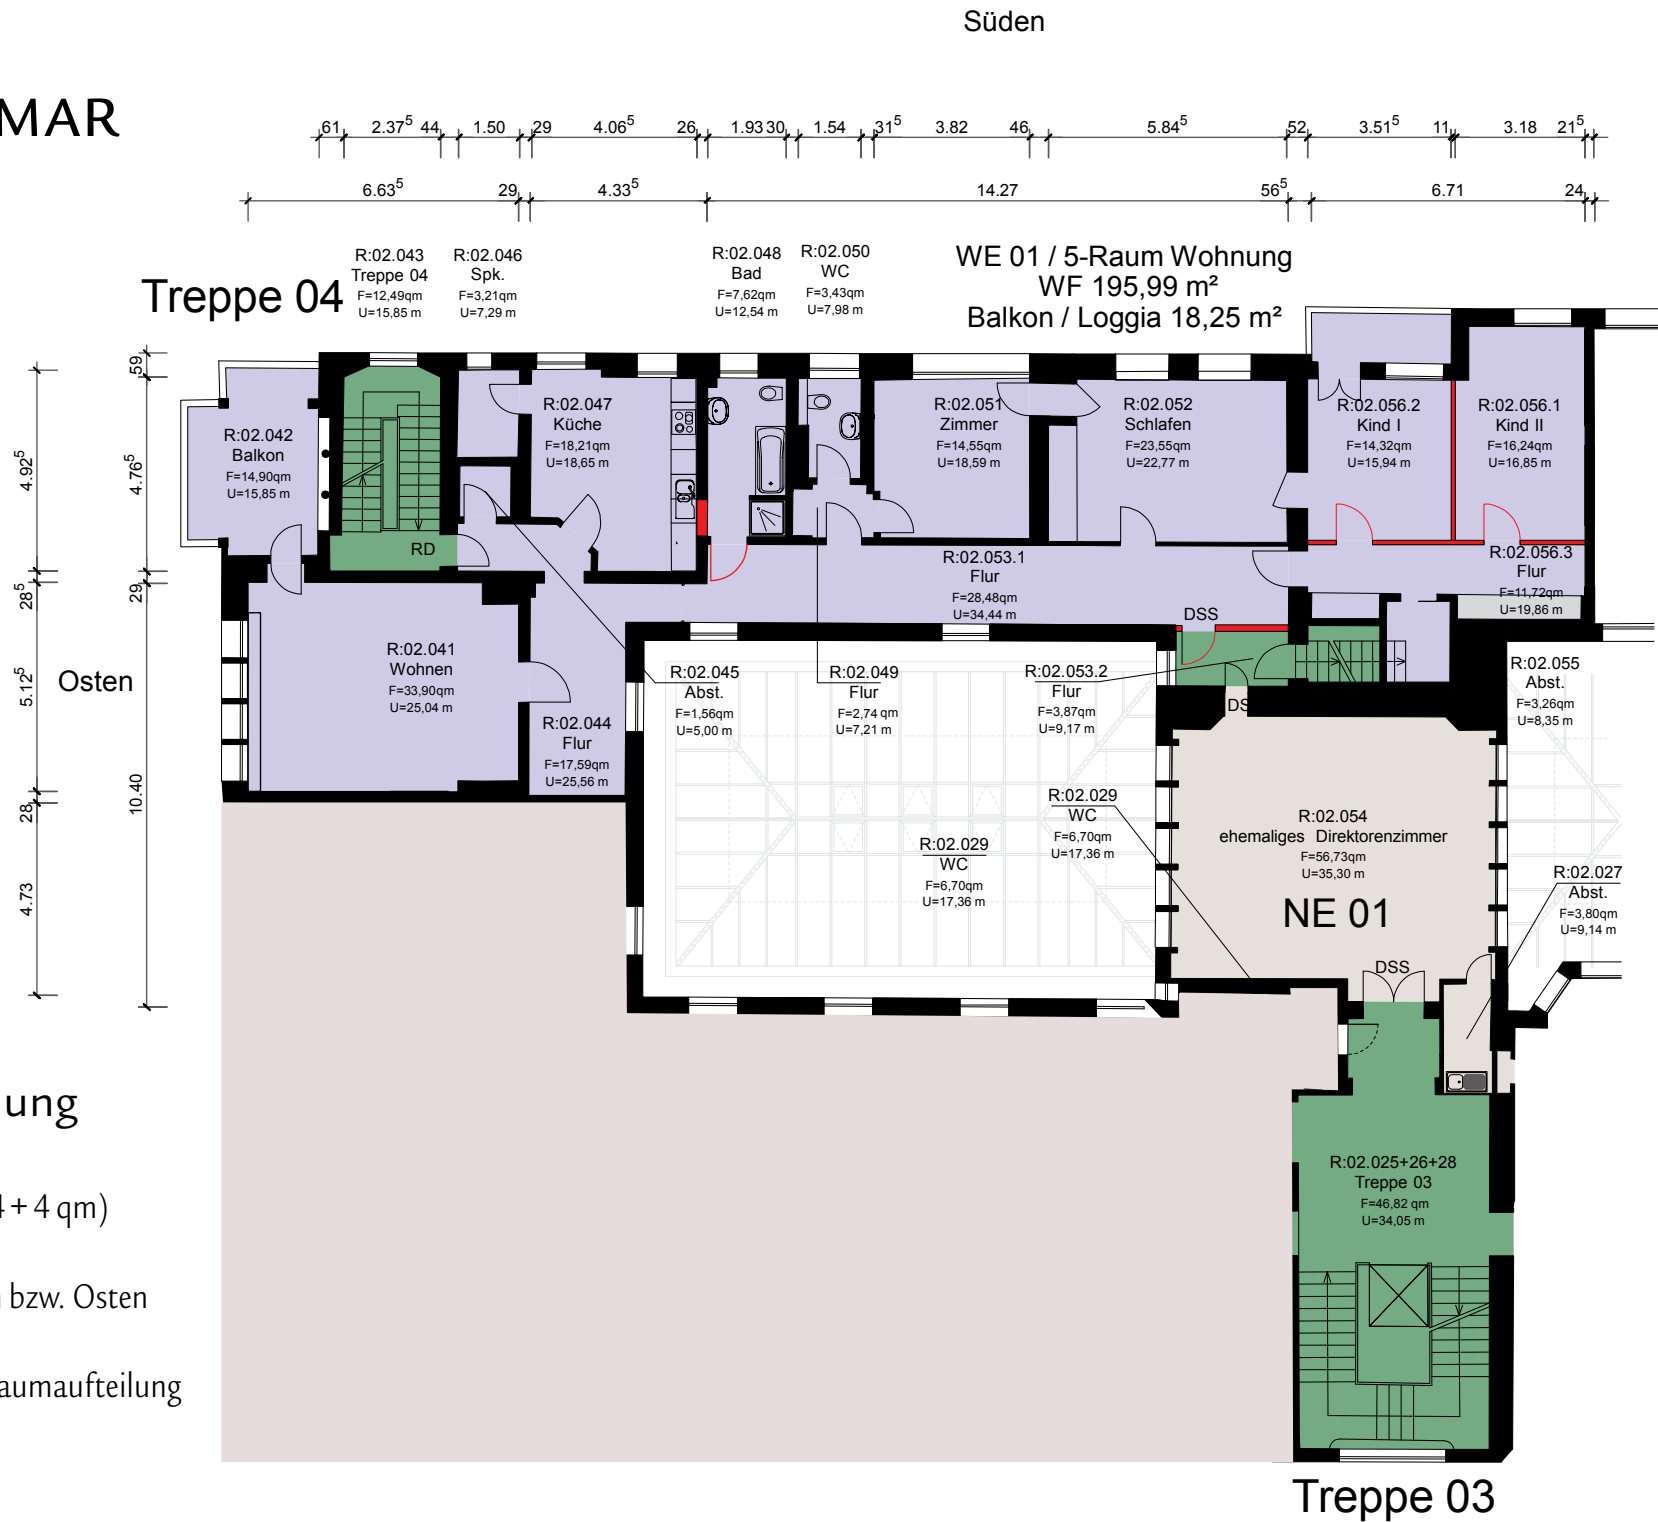 Süden
MAR
61 2.37⁵ 44 1.50 29 4.06⁵ 26 1.93 30 1.54 31⁵ 3.82 46 5.84⁵ 52 3.51⁵ 11 3.18 21⁵
6.63⁵ 29 4.33⁵ 14.27 56⁵ 6.71 24
Treppe 04
R:02.043
Treppe 04
F=12,49qm
U=15,85 m
R:02.046
Spk.
F=3,21qm
U=7,29 m
R:02.048
Bad
F=7,62qm
U=12,54 m
R:02.050
WC
F=3,43qm
U=7,98 m
WE 01 / 5-Raum Wohnung
WF 195,99 m²
Balkon / Loggia 18,25 m²
59
4.92⁵
4.76⁵
28⁵
29
5.12⁵
10.40
28
4.73
R:02.042
Balkon
F=14,90qm
U=15,85 m
RD
R:02.047
Küche
F=18,21qm
U=18,65 m
R:02.051
Zimmer
F=14,55qm
U=18,59 m
R:02.052
Schlafen
F=23,55qm
U=22,77 m
R:02.056.2
Kind I
F=14,32qm
U=15,94 m
R:02.056.1
Kind II
F=16,24qm
U=16,85 m
R:02.053.1
Flur
F=28,48qm
U=34,44 m
R:02.056.3
Flur
F=11,72qm
U=19,86 m
DSS
Osten
R:02.041
Wohnen
F=33,90qm
U=25,04 m
R:02.044
Flur
F=17,59qm
U=25,56 m
R:02.045
Abst.
F=1,56qm
U=5,00 m
R:02.049
Flur
F=2,74 qm
U=7,21 m
R:02.053.2
Flur
F=3,87qm
U=9,17 m
DS
R:02.055
Abst.
F=3,26qm
U=8,35 m
R:02.029
WC
F=6,70qm
U=17,36 m
R:02.029
WC
F=6,70qm
U=17,36 m
R:02.054
ehemaliges Direktorenzimmer
F=56,73qm
U=35,30 m
NE 01
R:02.027
Abst.
F=3,80qm
U=9,14 m
DSS
ung
4 + 4 qm)
bzw. Osten
aumaufteilung
R:02.025+26+28
Treppe 03
F=46,82 qm
U=34,05 m
Treppe 03